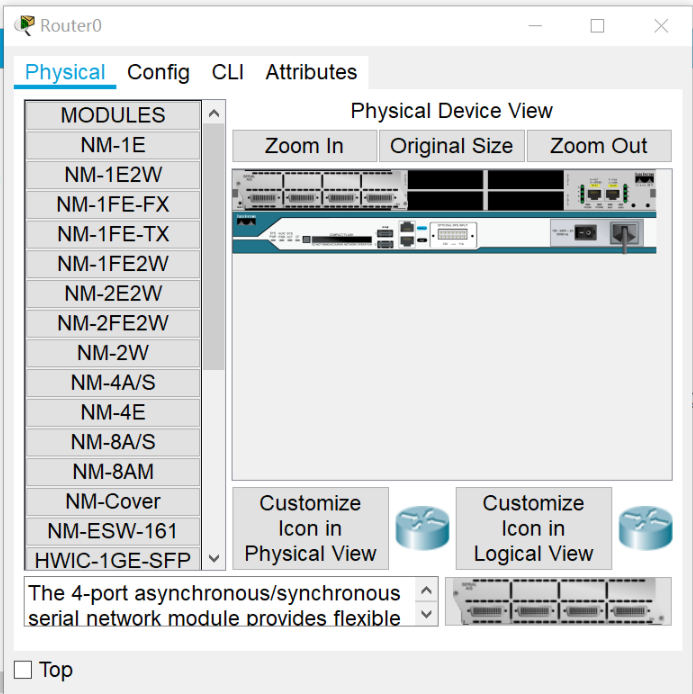 Router0
Physical
Config
CLI
Attributes
MODULES
NM-1E
NM-1E2W
NM-1FE-FX
NM-1FE-TX
NM-1FE2W
NM-2E2W
NM-2FE2W
NM-2W
NM-4A/S
NM-4E
NM-8A/S
NM-8AM
NM-Cover
NM-ESW-161
HWIC-1GE-SFP
Physical Device View
Zoom In
Original Size
Zoom Out
Customize
Icon in
Physical View
Customize
Icon in
Logical View
The 4-port asynchronous/synchronous
serial network module provides flexible
Top